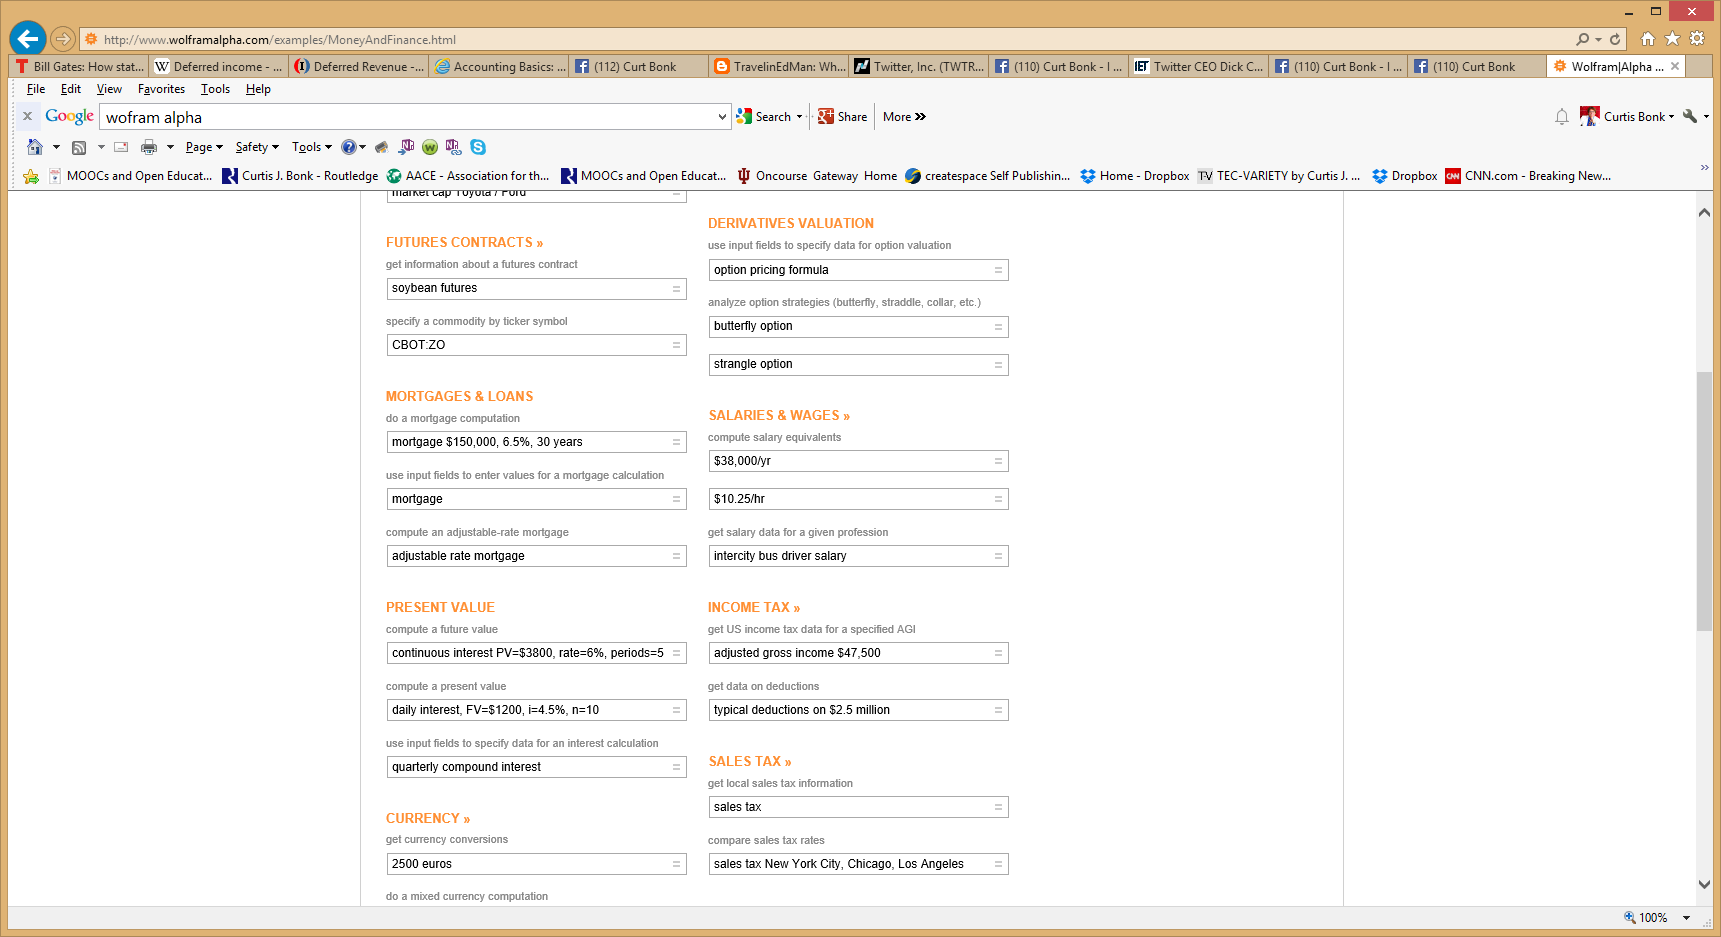 http://www.wolframalpha.com/examples/MoneyAndFinance.html
Bill Gates: How stat...
Deferred income - ...
Deferred Revenue -...
Accounting Basics: ...
(112) Curt Bonk
TravelinEdMan: Wh...
Twitter, Inc. (TWTR...
(110) Curt Bonk - I ...
Twitter CEO Dick C...
(110) Curt Bonk - I ...
(110) Curt Bonk
Wolfram|Alpha ...
File Edit View Favorites Tools Help
x Google wofram alpha Search Share More »
Curtis Bonk
Page Safety Tools
MOOCs and Open Educat...
Curtis J. Bonk - Routledge
AACE - Association for th...
MOOCs and Open Educat...
Oncourse Gateway Home
createspace Self Publishin...
Home - Dropbox
TV TEC-VARIETY by Curtis J. ...
Dropbox
CNN CNN.com - Breaking New...
market cap Toyota / Ford
FUTURES CONTRACTS »
get information about a futures contract
soybean futures
specify a commodity by ticker symbol
CBOT:ZO
MORTGAGES & LOANS
do a mortgage computation
mortgage $150,000, 6.5%, 30 years
use input fields to enter values for a mortgage calculation
mortgage
compute an adjustable-rate mortgage
adjustable rate mortgage
PRESENT VALUE
compute a future value
continuous interest PV=$3800, rate=6%, periods=5
compute a present value
daily interest, FV=$1200, i=4.5%, n=10
use input fields to specify data for an interest calculation
quarterly compound interest
CURRENCY »
get currency conversions
2500 euros
do a mixed currency computation
DERIVATIVES VALUATION
use input fields to specify data for option valuation
option pricing formula
analyze option strategies (butterfly, straddle, collar, etc.)
butterfly option
strangle option
SALARIES & WAGES »
compute salary equivalents
$38,000/yr
$10.25/hr
get salary data for a given profession
intercity bus driver salary
INCOME TAX »
get US income tax data for a specified AGI
adjusted gross income $47,500
get data on deductions
typical deductions on $2.5 million
SALES TAX »
get local sales tax information
sales tax
compare sales tax rates
sales tax New York City, Chicago, Los Angeles
100%